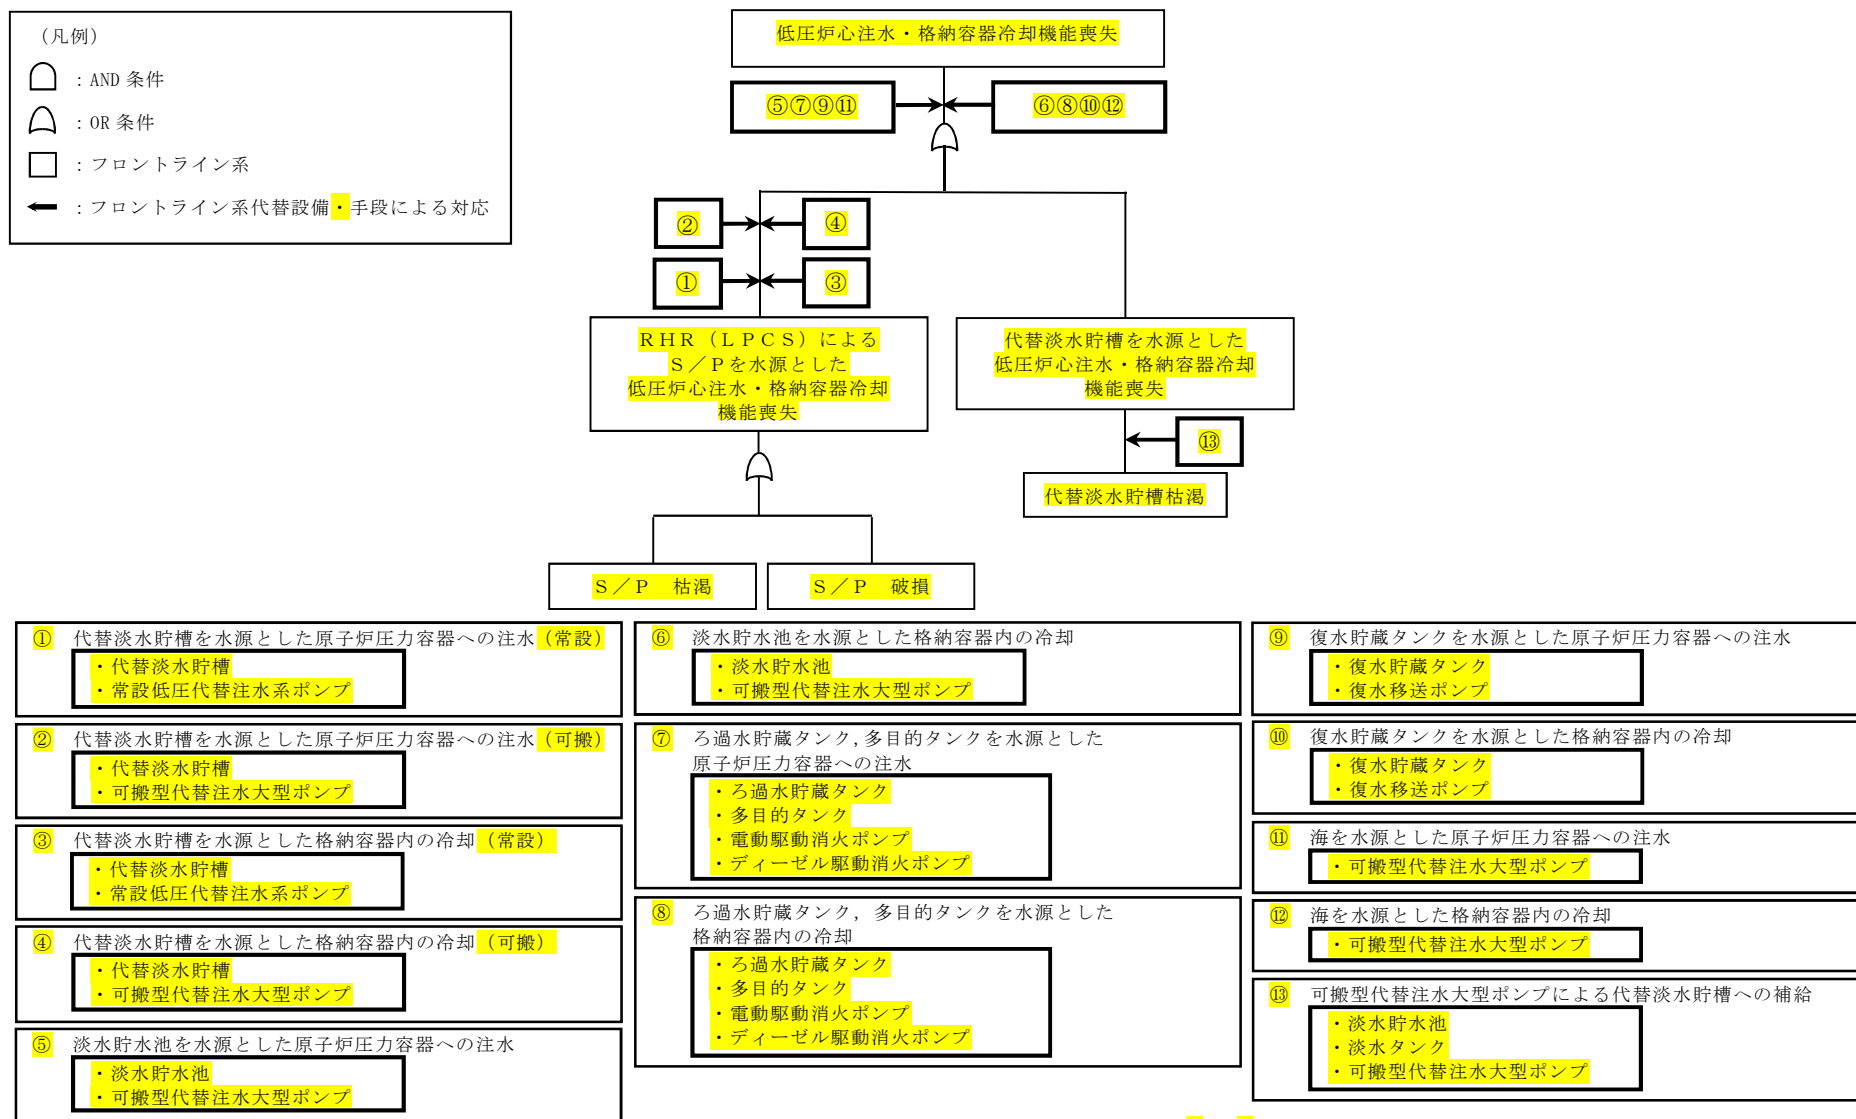 (凡例)
：AND 条件
：OR 条件
：フロントライン系
：フロントライン系代替設備・手段による対応
低圧炉心注水・格納容器冷却機能喪失
⑤⑦⑨⑪
⑥⑧⑩⑫
②
④
①
③
ＲＨＲ（ＬＰＣＳ）による
Ｓ／Ｐを水源とした
低圧炉心注水・格納容器冷却
機能喪失
代替淡水貯槽を水源とした
低圧炉心注水・格納容器冷却
機能喪失
⑬
代替淡水貯槽枯渇
Ｓ／Ｐ　枯渇
Ｓ／Ｐ　破損
① 代替淡水貯槽を水源とした原子炉圧力容器への注水（常設）
・代替淡水貯槽
・常設低圧代替注水系ポンプ
② 代替淡水貯槽を水源とした原子炉圧力容器への注水（可搬）
・代替淡水貯槽
・可搬型代替注水大型ポンプ
③ 代替淡水貯槽を水源とした格納容器内の冷却（常設）
・代替淡水貯槽
・常設低圧代替注水系ポンプ
④ 代替淡水貯槽を水源とした格納容器内の冷却（可搬）
・代替淡水貯槽
・可搬型代替注水大型ポンプ
⑤ 淡水貯水池を水源とした原子炉圧力容器への注水
・淡水貯水池
・可搬型代替注水大型ポンプ
⑥ 淡水貯水池を水源とした格納容器内の冷却
・淡水貯水池
・可搬型代替注水大型ポンプ
⑦ ろ過水貯蔵タンク，多目的タンクを水源とした
原子炉圧力容器への注水
・ろ過水貯蔵タンク
・多目的タンク
・電動駆動消火ポンプ
・ディーゼル駆動消火ポンプ
⑧ ろ過水貯蔵タンク，多目的タンクを水源とした
格納容器内の冷却
・ろ過水貯蔵タンク
・多目的タンク
・電動駆動消火ポンプ
・ディーゼル駆動消火ポンプ
⑨ 復水貯蔵タンクを水源とした原子炉圧力容器への注水
・復水貯蔵タンク
・復水移送ポンプ
⑩ 復水貯蔵タンクを水源とした格納容器内の冷却
・復水貯蔵タンク
・復水移送ポンプ
⑪ 海を水源とした原子炉圧力容器への注水
・可搬型代替注水大型ポンプ
⑫ 海を水源とした格納容器内の冷却
・可搬型代替注水大型ポンプ
⑬ 可搬型代替注水大型ポンプによる代替淡水貯槽への補給
・淡水貯水池
・淡水タンク
・可搬型代替注水大型ポンプ